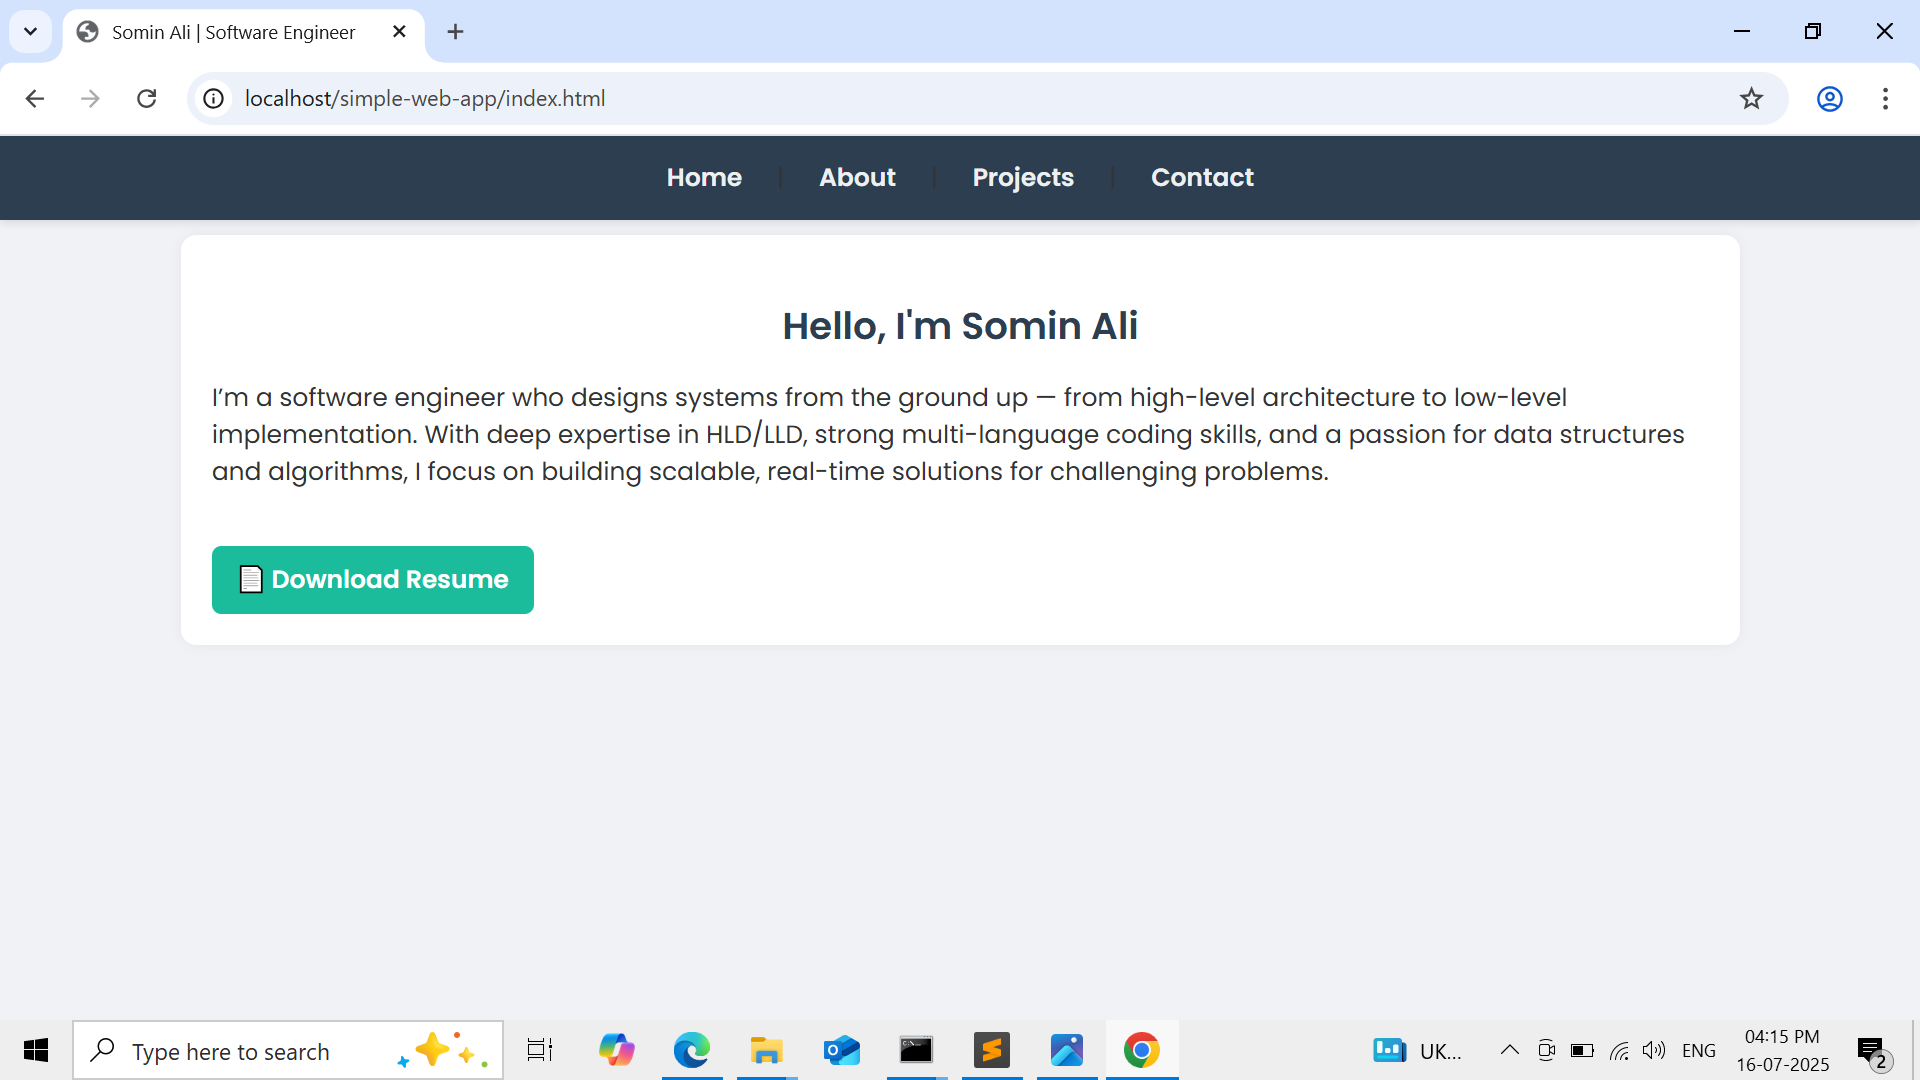 Somin Ali | Software Engineer
localhost/simple-web-app/index.html
Home | About | Projects | Contact
Hello, I'm Somin Ali
I’m a software engineer who designs systems from the ground up — from high-level architecture to low-level
implementation. With deep expertise in HLD/LLD, strong multi-language coding skills, and a passion for data structures
and algorithms, I focus on building scalable, real-time solutions for challenging problems.
Download Resume
Type here to search
UK...
ENG
04:15 PM
16-07-2025
2